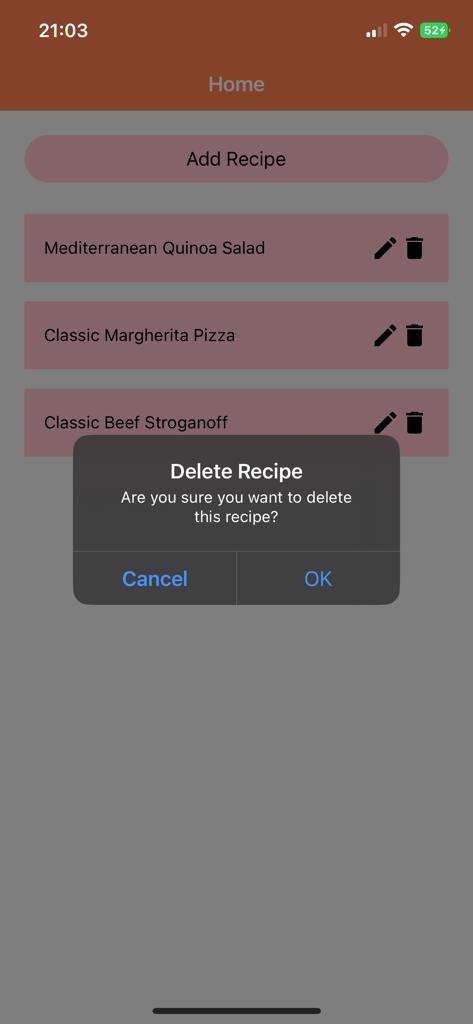 21:03
52
Home
Add Recipe
Mediterranean Quinoa Salad
Classic Margherita Pizza
Classic Beef Stroganoff
Delete Recipe
Are you sure you want to delete
this recipe?
Cancel
OK